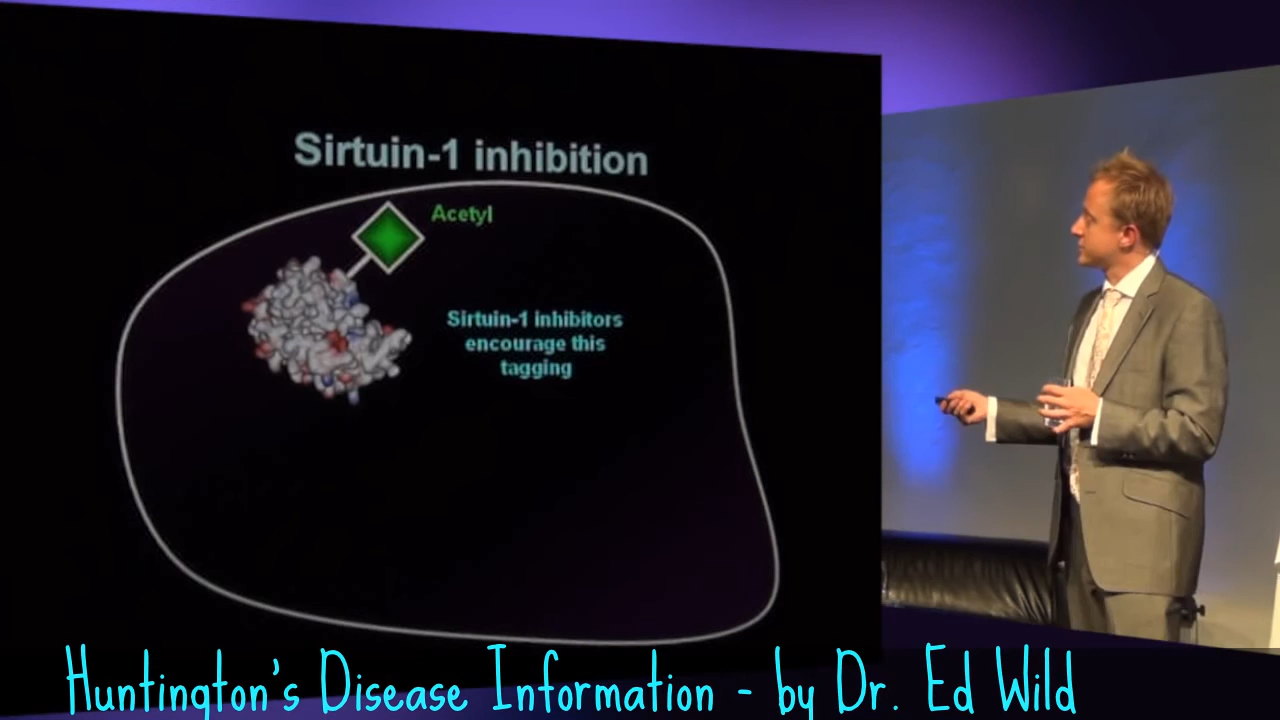 Sirtuin-1 inhibition
Acetyl
Sirtuin-1 inhibitors
encourage this
tagging
Huntington's Disease Information - by Dr. Ed Wild